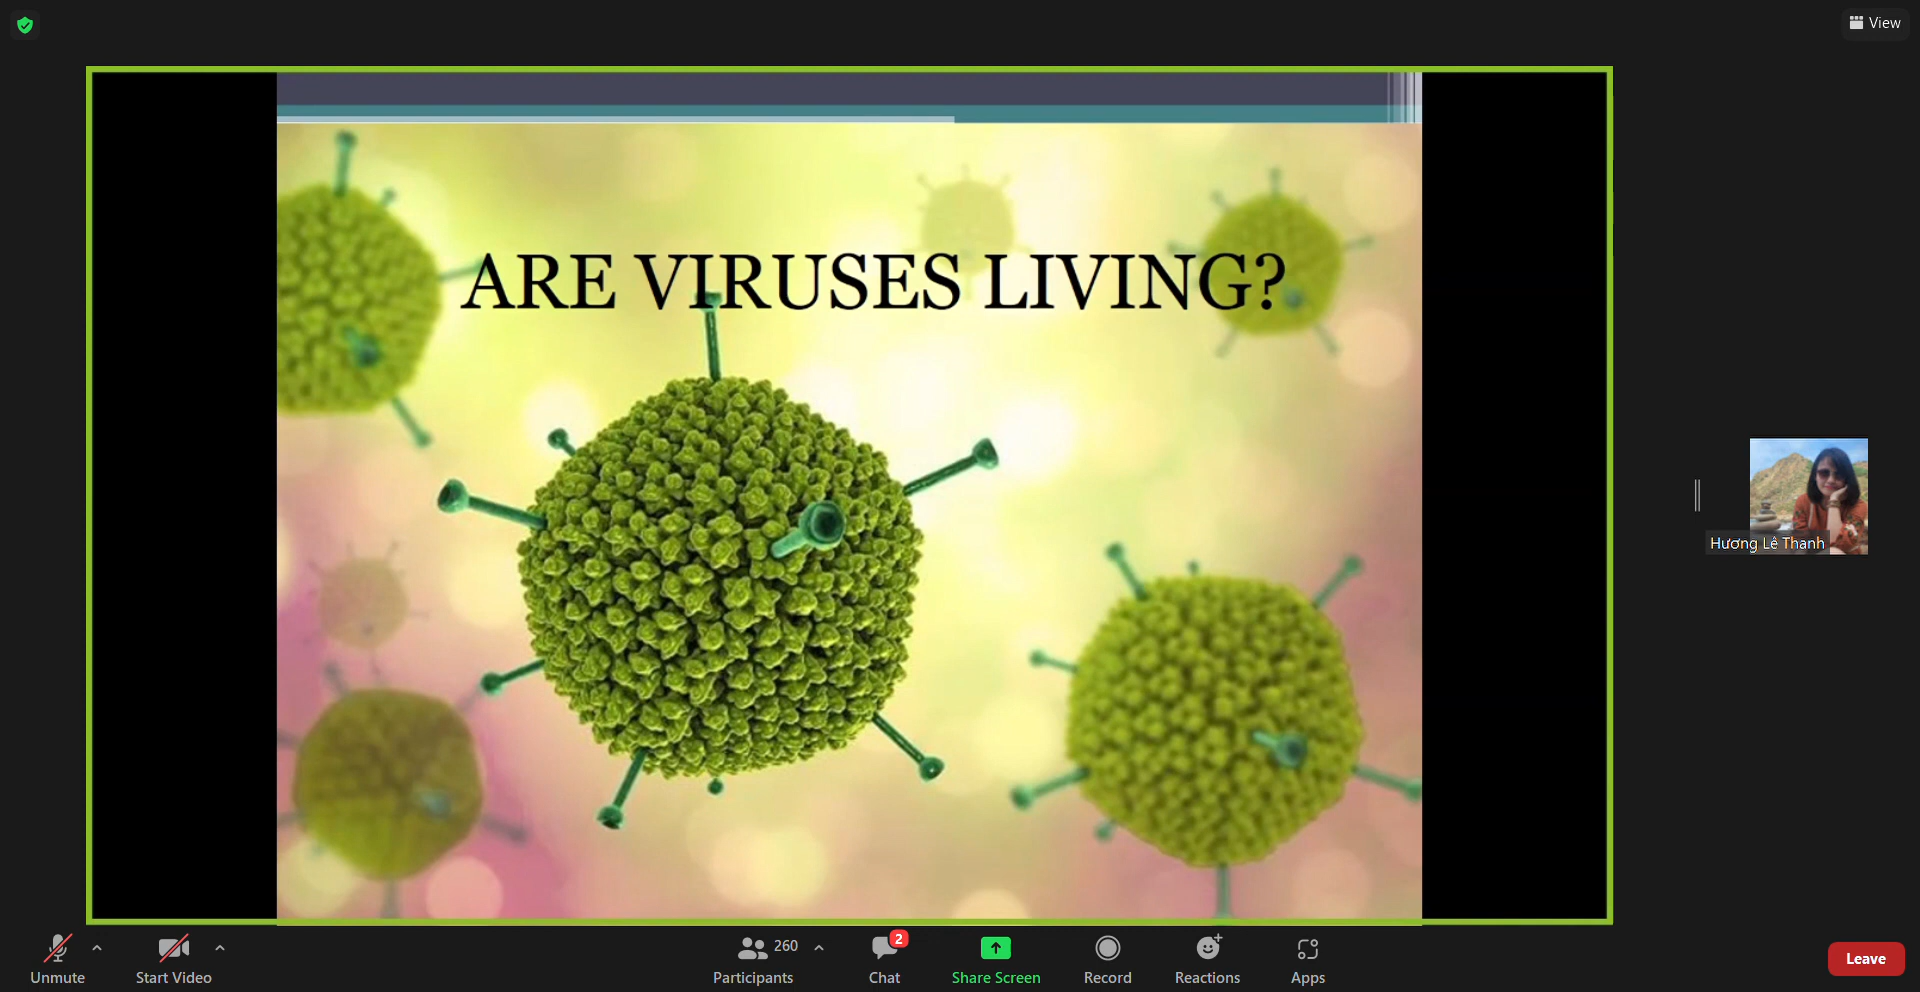 View
ARE VIRUSES LIVING?
Hương Lê Thanh
260
2
Unmute
Start Video
Participants
Chat
Share Screen
Record
Reactions
Apps
Leave